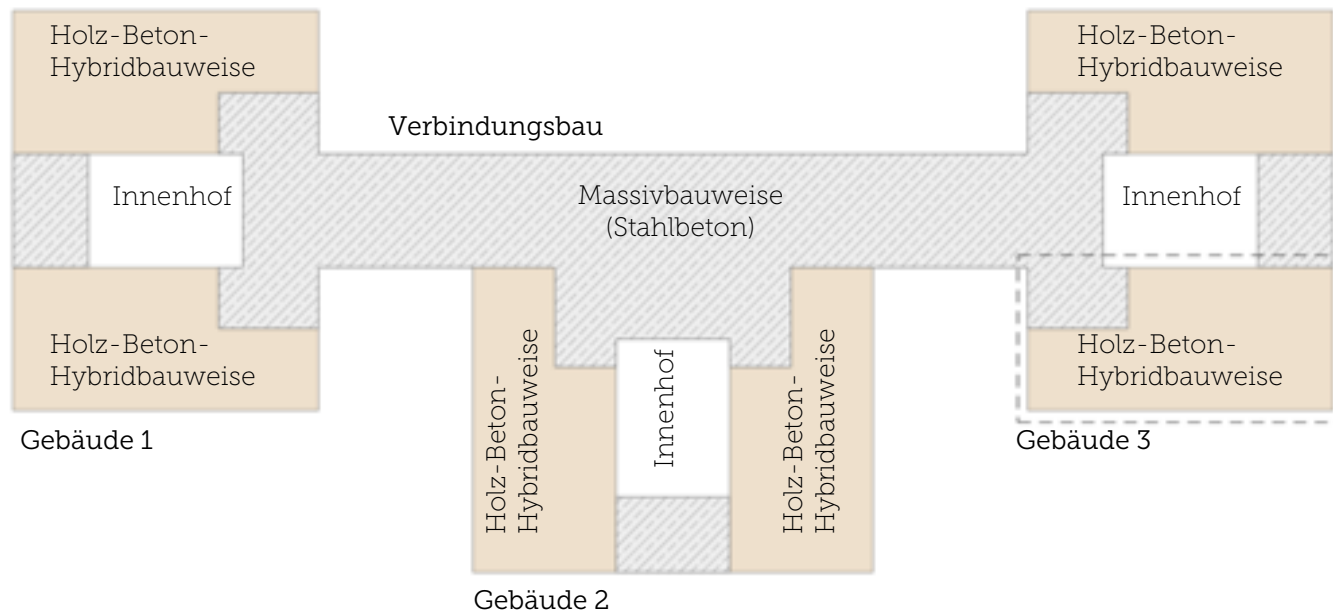 Holz-Beton-
Hybridbauweise
Holz-Beton-
Hybridbauweise
Verbindungsbau
Innenhof
Massivbauweise
(Stahlbeton)
Innenhof
Holz-Beton-
Hybridbauweise
Holz-Beton-
Hybridbauweise
Innenhof
Holz-Beton-
Hybridbauweise
Holz-Beton-
Hybridbauweise
Gebäude 1
Gebäude 3
Gebäude 2